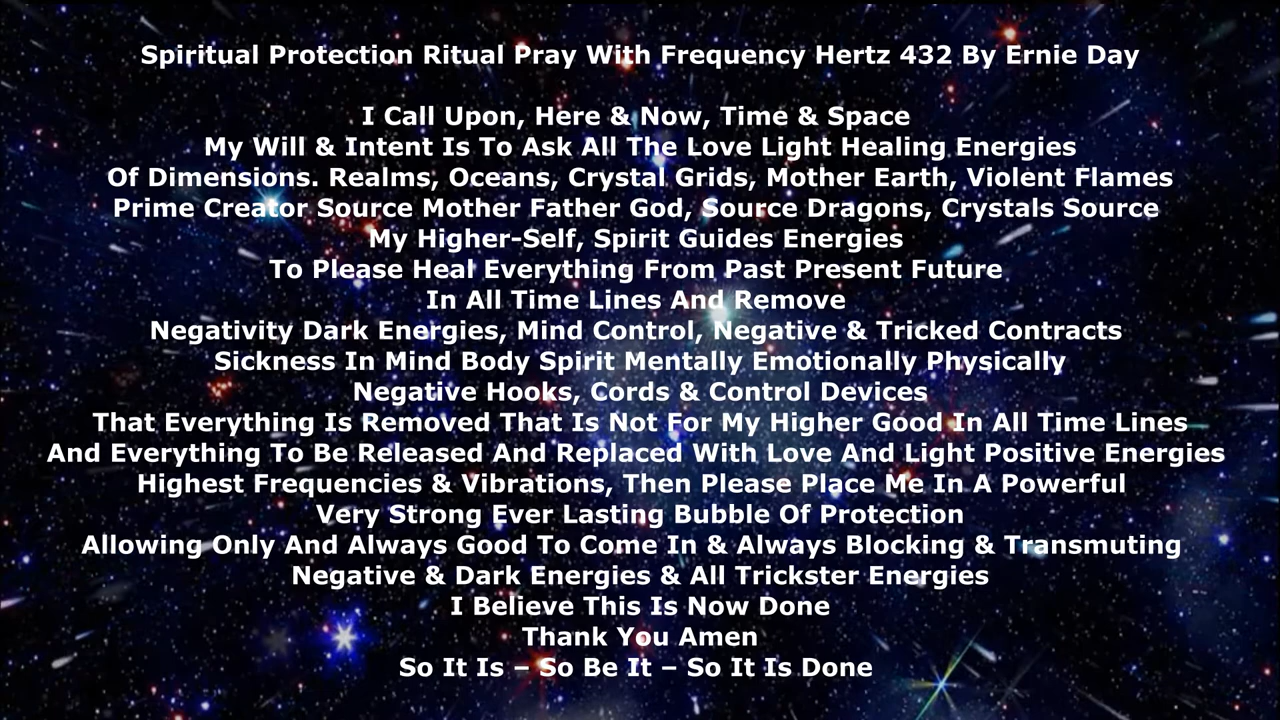 Spiritual Protection Ritual Pray With Frequency Hertz 432 By Ernie Day
I Call Upon, Here & Now, Time & Space
My Will & Intent Is To Ask All The Love Light Healing Energies
Of Dimensions. Realms, Oceans, Crystal Grids, Mother Earth, Violent Flames
Prime Creator Source Mother Father God, Source Dragons, Crystals Source
My Higher-Self, Spirit Guides Energies
To Please Heal Everything From Past Present Future
In All Time Lines And Remove
Negativity Dark Energies, Mind Control, Negative & Tricked Contracts
Sickness In Mind Body Spirit Mentally Emotionally Physically
Negative Hooks, Cords & Control Devices
That Everything Is Removed That Is Not For My Higher Good In All Time Lines
And Everything To Be Released And Replaced With Love And Light Positive Energies
Highest Frequencies & Vibrations, Then Please Place Me In A Powerful
Very Strong Ever Lasting Bubble Of Protection
Allowing Only And Always Good To Come In & Always Blocking & Transmuting
Negative & Dark Energies & All Trickster Energies
I Believe This Is Now Done
Thank You Amen
So It Is – So Be It – So It Is Done